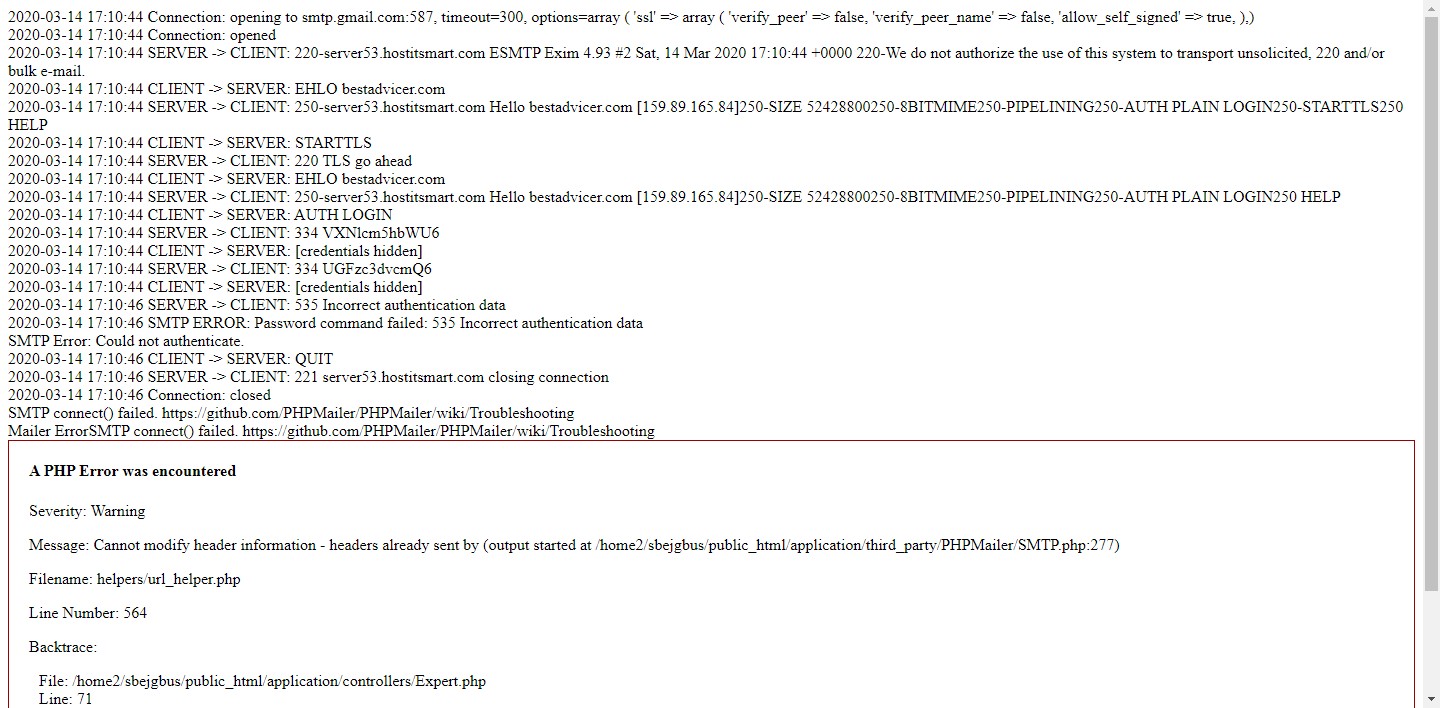 2020-03-14 17:10:44 Connection: opening to smtp.gmail.com:587, timeout=300, options=array ( 'ssl' => array ( 'verify_peer' => false, 'verify_peer_name' => false, 'allow_self_signed' => true, ),)
2020-03-14 17:10:44 Connection: opened
2020-03-14 17:10:44 SERVER -> CLIENT: 220-server53.hostitsmart.com ESMTP Exim 4.93 #2 Sat, 14 Mar 2020 17:10:44 +0000 220-We do not authorize the use of this system to transport unsolicited, 220 and/or
bulk e-mail.
2020-03-14 17:10:44 CLIENT -> SERVER: EHLO bestadvicer.com
2020-03-14 17:10:44 SERVER -> CLIENT: 250-server53.hostitsmart.com Hello bestadvicer.com [159.89.165.84]250-SIZE 52428800250-8BITMIME250-PIPELINING250-AUTH PLAIN LOGIN250-STARTTLS250
HELP
2020-03-14 17:10:44 CLIENT -> SERVER: STARTTLS
2020-03-14 17:10:44 SERVER -> CLIENT: 220 TLS go ahead
2020-03-14 17:10:44 CLIENT -> SERVER: EHLO bestadvicer.com
2020-03-14 17:10:44 SERVER -> CLIENT: 250-server53.hostitsmart.com Hello bestadvicer.com [159.89.165.84]250-SIZE 52428800250-8BITMIME250-PIPELINING250-AUTH PLAIN LOGIN250 HELP
2020-03-14 17:10:44 CLIENT -> SERVER: AUTH LOGIN
2020-03-14 17:10:44 SERVER -> CLIENT: 334 VXNlcm5hbWU6
2020-03-14 17:10:44 CLIENT -> SERVER: [credentials hidden]
2020-03-14 17:10:44 SERVER -> CLIENT: 334 UGFzc3dvcmQ6
2020-03-14 17:10:44 CLIENT -> SERVER: [credentials hidden]
2020-03-14 17:10:46 SERVER -> CLIENT: 535 Incorrect authentication data
2020-03-14 17:10:46 SMTP ERROR: Password command failed: 535 Incorrect authentication data
SMTP Error: Could not authenticate.
2020-03-14 17:10:46 CLIENT -> SERVER: QUIT
2020-03-14 17:10:46 SERVER -> CLIENT: 221 server53.hostitsmart.com closing connection
2020-03-14 17:10:46 Connection: closed
SMTP connect() failed. https://github.com/PHPMailer/PHPMailer/wiki/Troubleshooting
Mailer ErrorSMTP connect() failed. https://github.com/PHPMailer/PHPMailer/wiki/Troubleshooting
A PHP Error was encountered
Severity: Warning
Message: Cannot modify header information - headers already sent by (output started at /home2/sbejgbus/public_html/application/third_party/PHPMailer/SMTP.php:277)
Filename: helpers/url_helper.php
Line Number: 564
Backtrace:
File: /home2/sbejgbus/public_html/application/controllers/Expert.php
Line: 71